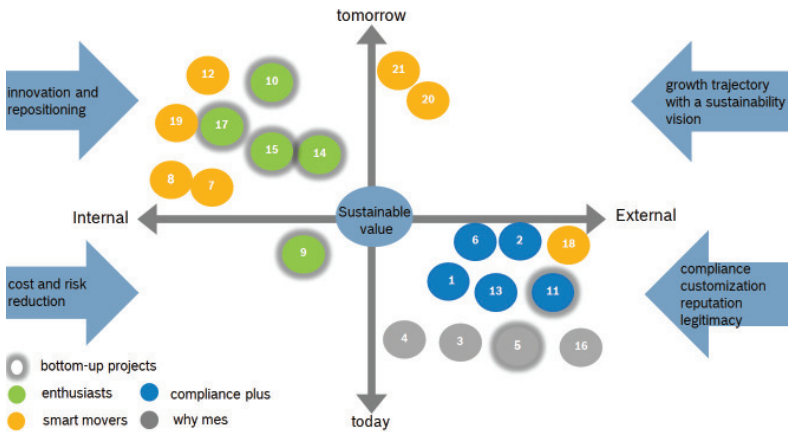 tomorrow
innovation and
repositioning
12
10
21
20
growth trajectory
with a sustainability
vision
19
17
15
14
8
7
Internal
Sustainable
value
External
cost and risk
reduction
9
6
2
18
1
13
11
compliance
customization
reputation
legitimacy
4
3
5
16
bottom-up projects
enthusiasts
compliance plus
smart movers
why mes
today